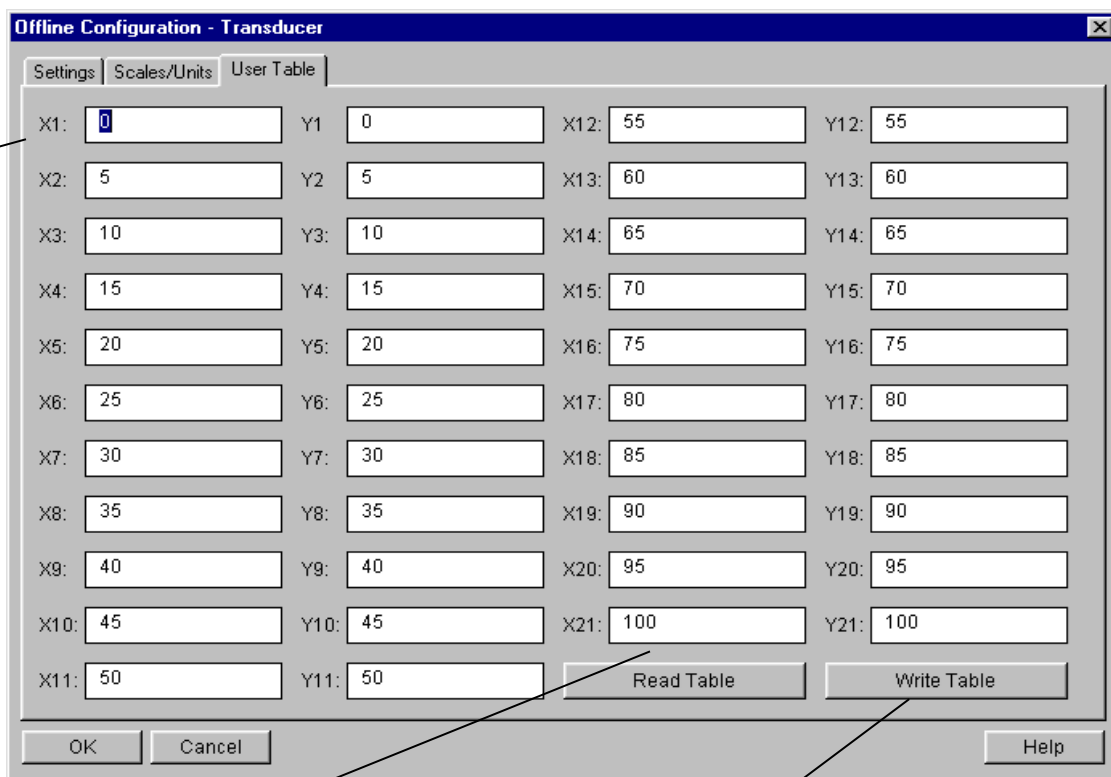 Offline Configuration - Transducer
Settings Scales/Units User Table
X1: 0 Y1 0 X12: 55 Y12: 55
X2: 5 Y2 5 X13: 60 Y13: 60
X3: 10 Y3: 10 X14: 65 Y14: 65
X4: 15 Y4: 15 X15: 70 Y15: 70
X5: 20 Y5: 20 X16: 75 Y16: 75
X6: 25 Y6: 25 X17: 80 Y17: 80
X7: 30 Y7: 30 X18: 85 Y18: 85
X8: 35 Y8: 35 X19: 90 Y19: 90
X9: 40 Y9: 40 X20: 95 Y20: 95
X10: 45 Y10: 45 X21: 100 Y21: 100
X11: 50 Y11: 50 Read Table Write Table
OK Cancel Help